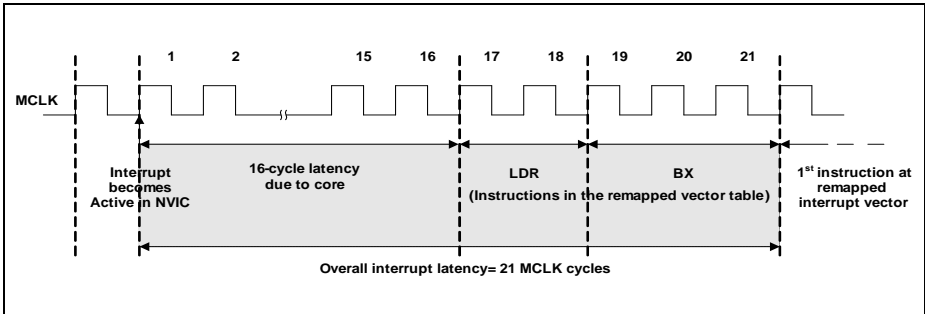 1 2 15 16 17 18 19 20 21
MCLK
Interrupt
becomes
Active in NVIC
16-cycle latency
due to core
LDR BX
(Instructions in the remapped vector table)
1st instruction at
remapped
interrupt vector
Overall interrupt latency= 21 MCLK cycles